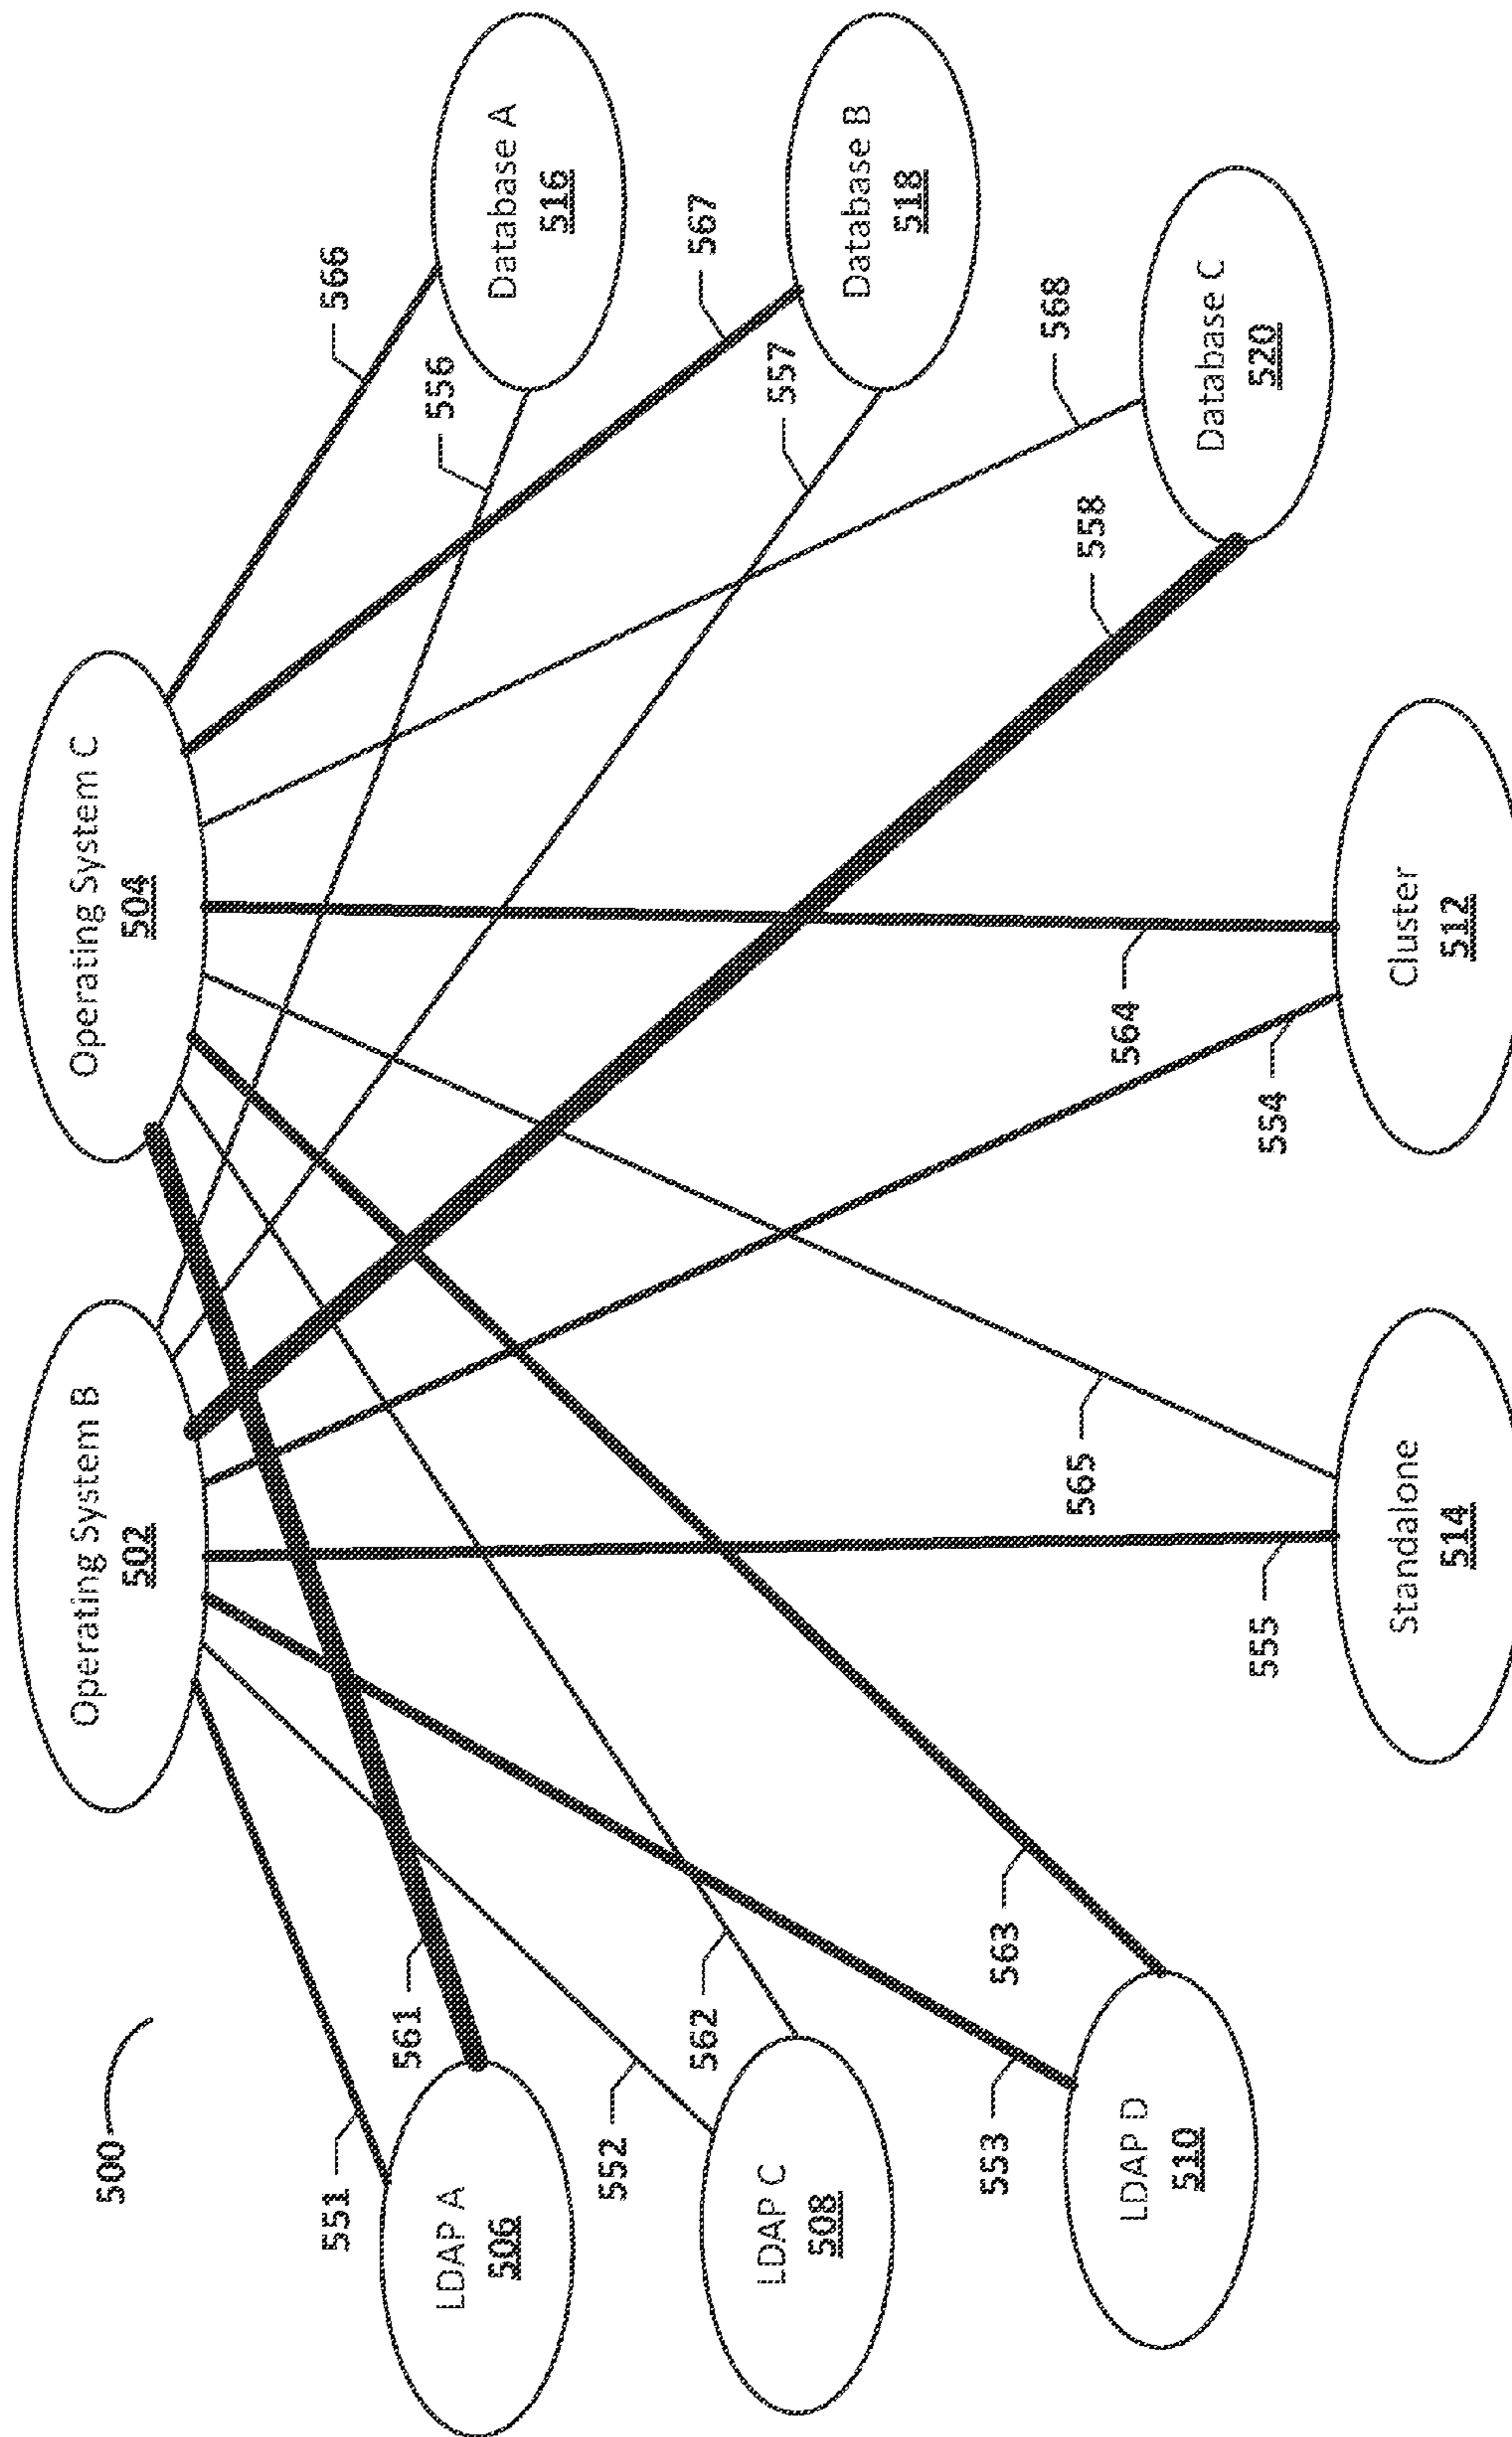 500
Operating System B
502
Operating System C
504
551
561
566
LDAP A
506
556
Database A
516
552
562
567
LDAP C
508
557
Database B
518
553
563
568
LDAP D
510
558
Database C
520
565
564
555
554
Standalone
514
Cluster
512